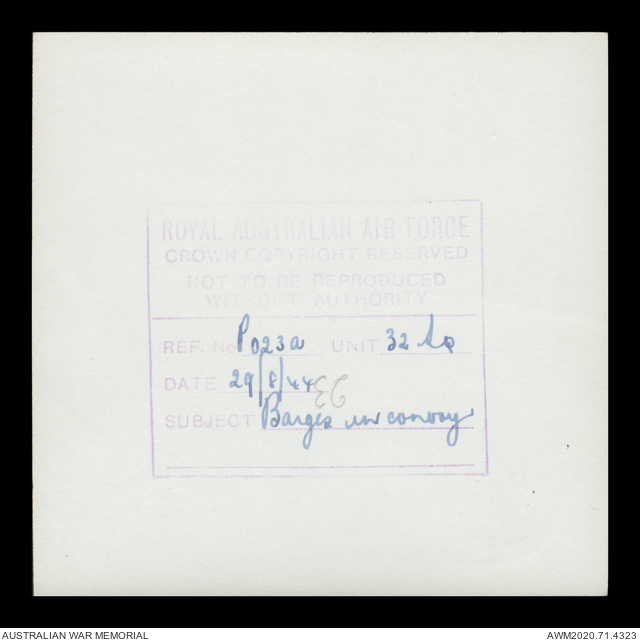 ROYAL AUSTRALIAN AIR FORCE
CROWN COPYRIGHT RESERVED
NOT TO BE REPRODUCED
WITHOUT AUTHORITY
REF. No P023a UNIT 32 Sq
DATE 29/8/44
SUBJECT Barges in convoy
AUSTRALIAN WAR MEMORIAL AWM2020.71.4323